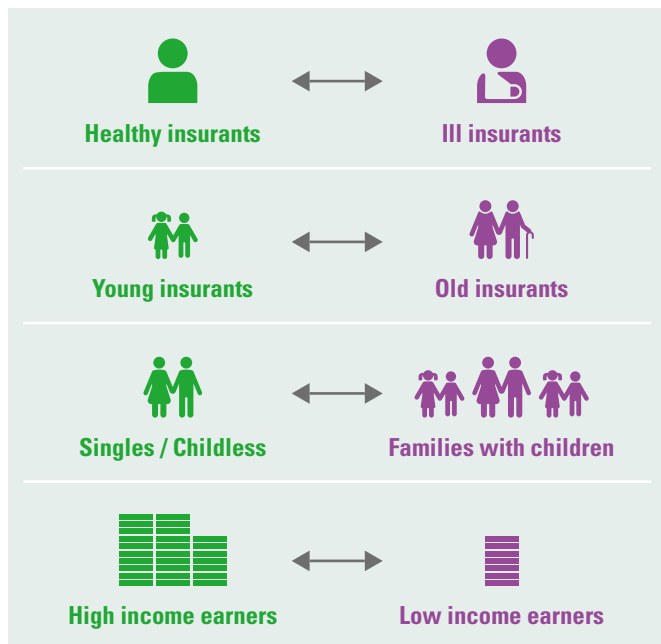 Healthy insurants
Ill insurants
Young insurants
Old insurants
Singles / Childless
Families with children
High income earners
Low income earners